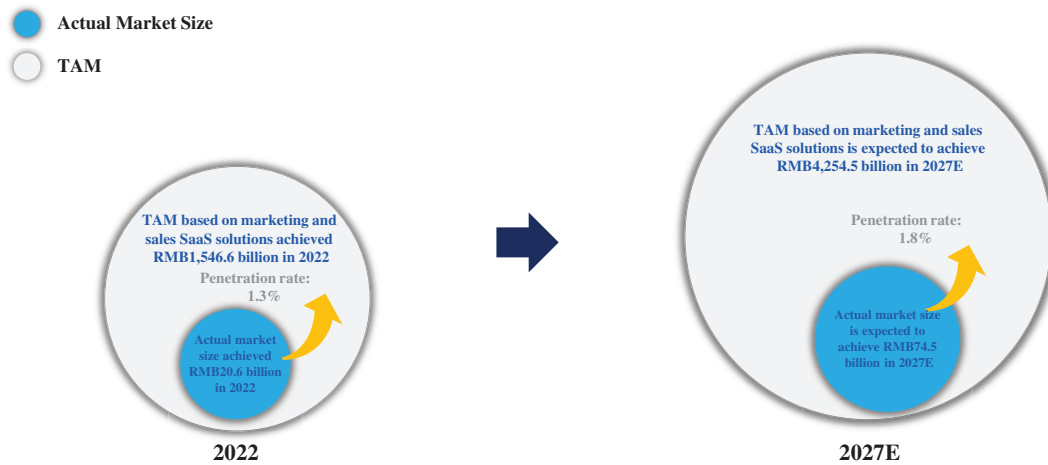 Actual Market Size
TAM
TAM based on marketing and
sales SaaS solutions achieved
RMB1,546.6 billion in 2022
Penetration rate:
1.3%
Actual market
size achieved
RMB20.6 billion
in 2022
2022
TAM based on marketing and sales
SaaS solutions is expected to achieve
RMB4,254.5 billion in 2027E
Penetration rate:
1.8%
Actual market size
is expected to
achieve RMB74.5
billion in 2027E
2027E